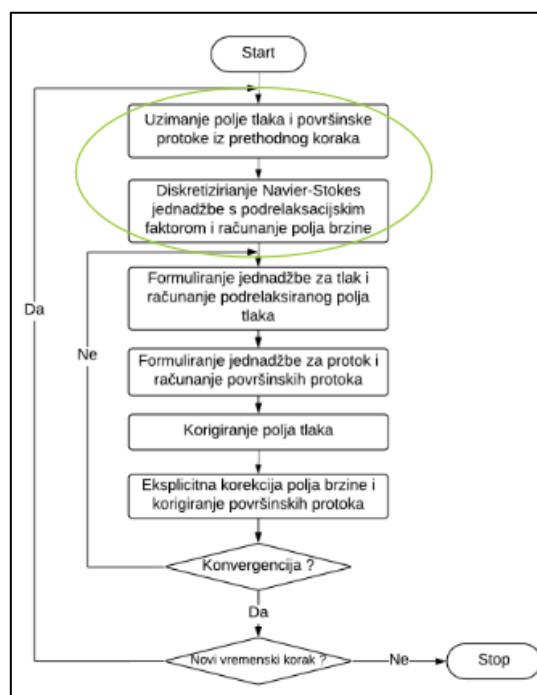 Start
Uzimanje polje tlaka i površinske
protoke iz prethodnog koraka
Diskretizirianje Navier-Stokes
jednadžbe s podrelaksacijskim
faktorom i računanje polja brzine
Formuliranje jednadžbe za tlak i
računanje podrelaksiranog polja
tlaka
Da
Ne
Formuliranje jednadžbe za protok i
računanje površinskih protoka
Korigiranje polja tlaka
Eksplicitna korekcija polja brzine i
korigiranje površinskih protoka
Konvergencija ?
Da
Novi vremenski korak ?
Ne
Stop